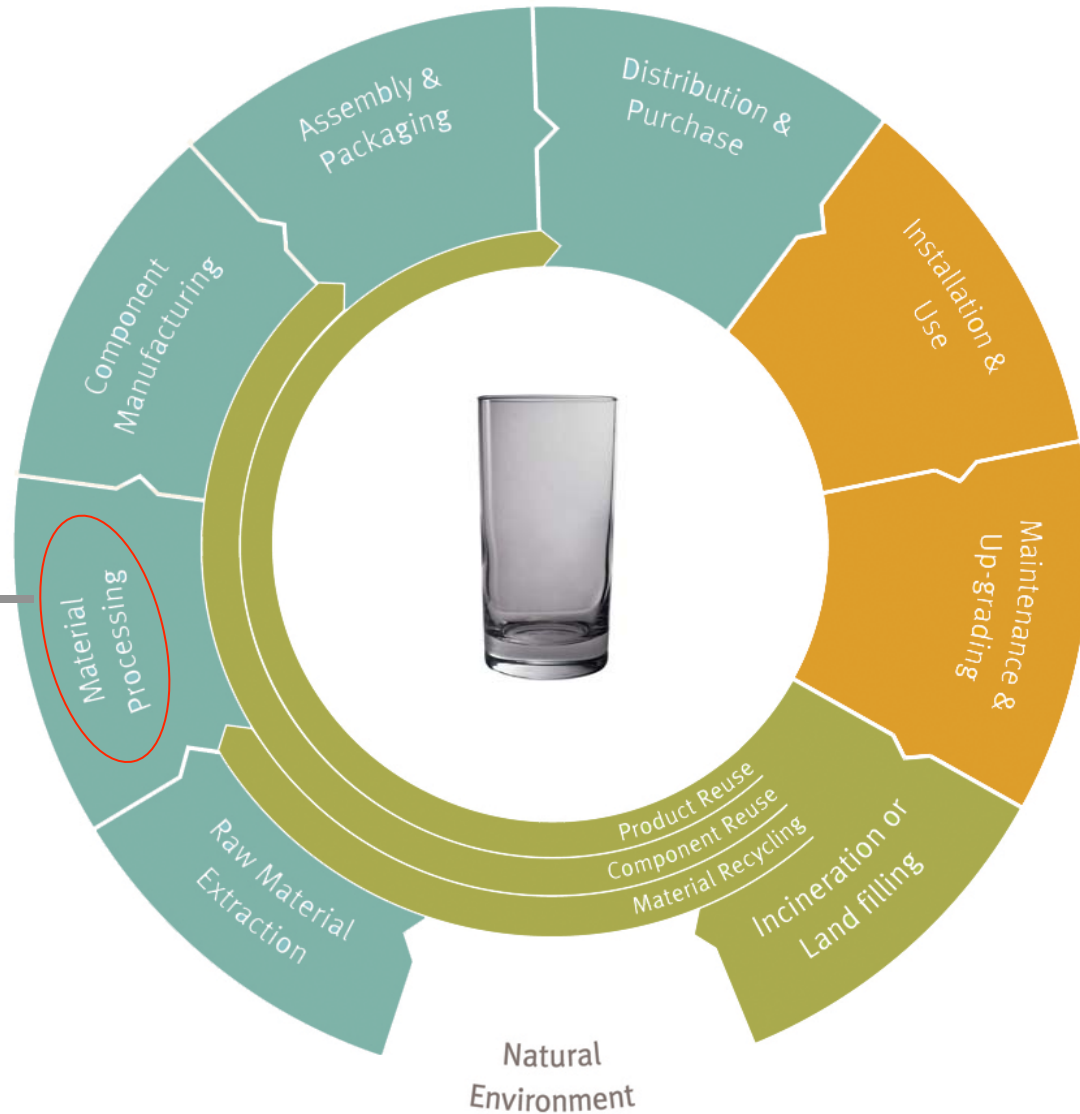 Assembly &
Packaging
Distribution &
Purchase
Component
Manufacturing
Installation &
Use
Material
Processing
Maintenance &
Up-grading
Raw Material
Extraction
Product Reuse
Component Reuse
Material Recycling
Incineration or
Land filling
Natural
Environment